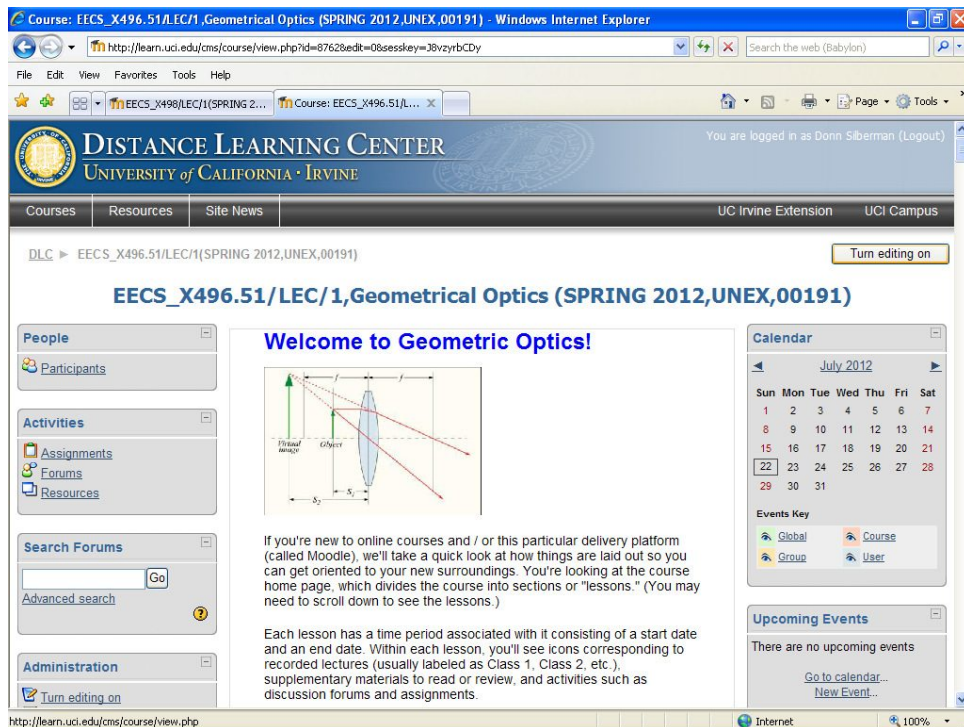 Course: EECS_X496.51/LEC/1,Geometrical Optics (SPRING 2012,UNEX,00191) - Windows Internet Explorer
http://learn.uci.edu/cms/course/view.php?id=8762&edit=0&sesskey=J8vzyrbCDy
Search the web (Babylon)
File Edit View Favorites Tools Help
EECS_X498/LEC/1(SPRING 2...
Course: EECS_X496.51/L...
Page
Tools
DISTANCE LEARNING CENTER
UNIVERSITY of CALIFORNIA · IRVINE
You are logged in as Donn Silberman (Logout)
Courses Resources Site News UC Irvine Extension UCI Campus
DLC ► EECS_X496.51/LEC/1(SPRING 2012,UNEX,00191)
Turn editing on
EECS_X496.51/LEC/1,Geometrical Optics (SPRING 2012,UNEX,00191)
People
Participants
Activities
Assignments
Forums
Resources
Search Forums
Go
Advanced search
Administration
Turn editing on
Welcome to Geometric Optics!
f f
Virtual
image
Object
S1
S2
If you're new to online courses and / or this particular delivery platform
(called Moodle), we'll take a quick look at how things are laid out so you
can get oriented to your new surroundings. You're looking at the course
home page, which divides the course into sections or "lessons." (You may
need to scroll down to see the lessons.)
Each lesson has a time period associated with it consisting of a start date
and an end date. Within each lesson, you'll see icons corresponding to
recorded lectures (usually labeled as Class 1, Class 2, etc.),
supplementary materials to read or review, and activities such as
discussion forums and assignments.
Calendar
◄ July 2012 ►
Sun Mon Tue Wed Thu Fri Sat
1 2 3 4 5 6 7
8 9 10 11 12 13 14
15 16 17 18 19 20 21
22 23 24 25 26 27 28
29 30 31
Events Key
Global Course
Group User
Upcoming Events
There are no upcoming events
Go to calendar...
New Event...
http://learn.uci.edu/cms/course/view.php
Internet
100%